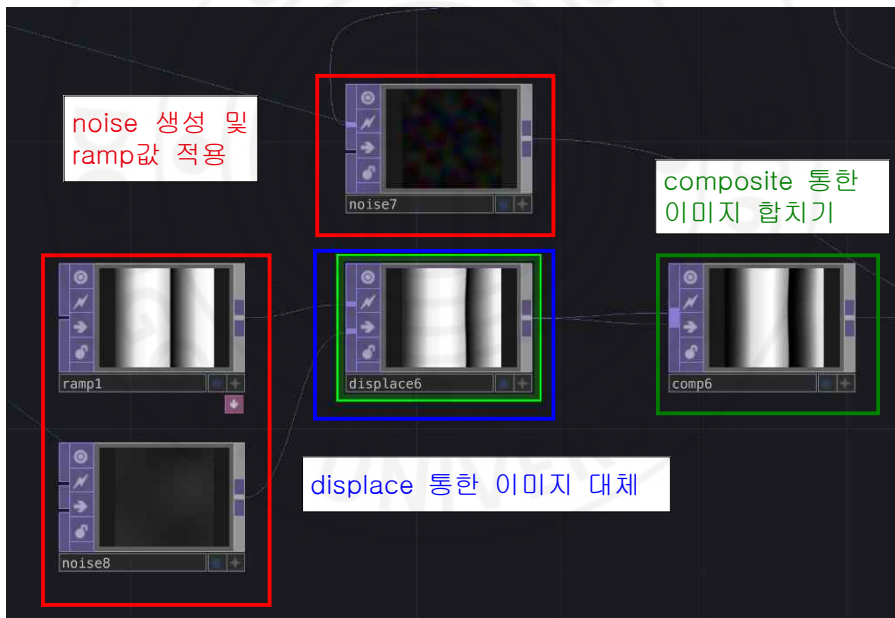 noise 생성 및
ramp값 적용
noise7
composite 통한
이미지 합치기
ramp1
displace6
comp6
displace 통한 이미지 대체
noise8